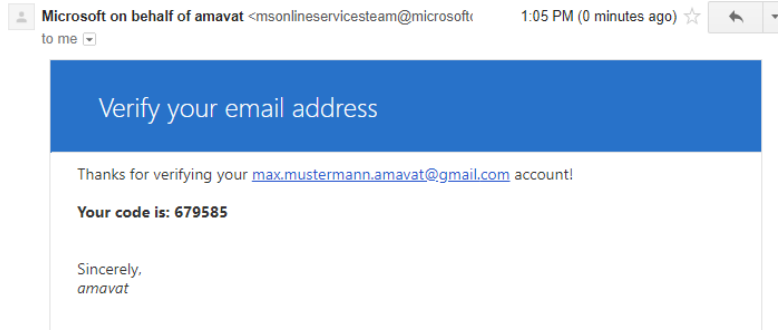 Microsoft on behalf of amavat <msonlineservicesteam@microsoftc 1:05 PM (0 minutes ago)
to me
Verify your email address
Thanks for verifying your max.mustermann.amavat@gmail.com account!
Your code is: 679585
Sincerely,
amavat